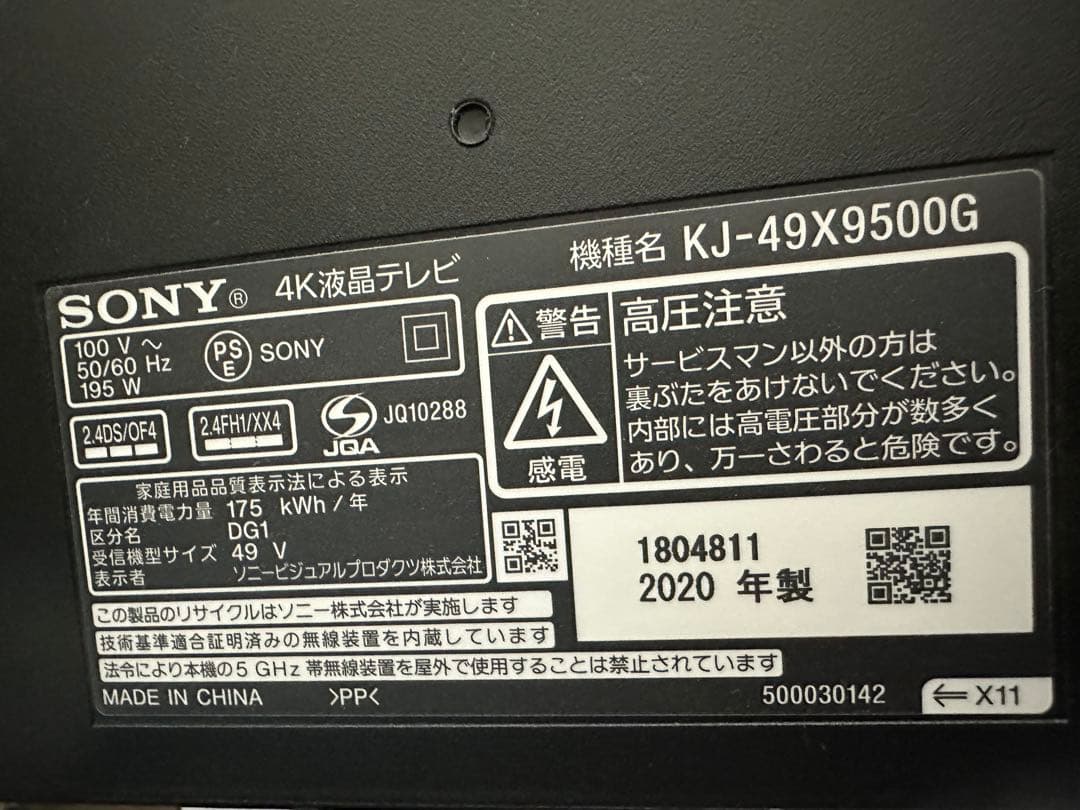 SONY® 4K液晶テレビ 機種名 KJ-49X9500G
100 V ～
50/60 Hz
195 W
PS
E
SONY
2.4DS/OF4
2.4FH1/XX4
JQA
JQ10288
警告
感電
高圧注意
サービスマン以外の方は
裏ぶたをあけないでください。
内部には高電圧部分が数多く
あり、万一さわると危険です。
家庭用品品質表示法による表示
年間消費電力量 175 kWh/年
区分名 DG1
受信機型サイズ 49 V
表示者 ソニービジュアルプロダクツ株式会社
1804811
2020 年製
この製品のリサイクルはソニー株式会社が実施します
技術基準適合証明済みの無線装置を内蔵しています
法令により本機の5 GHz 帯無線装置を屋外で使用することは禁止されています
MADE IN CHINA >PP< 500030142 ⇐ X11